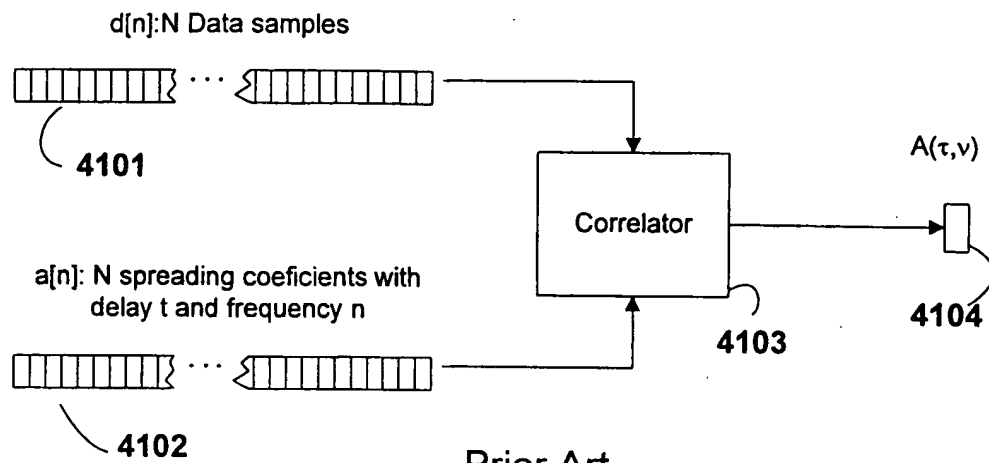 d[n]:N Data samples
4101
A(τ,ν)
Correlator
a[n]: N spreading coeficients with
delay t and frequency n
4103
4104
4102
Prior Art